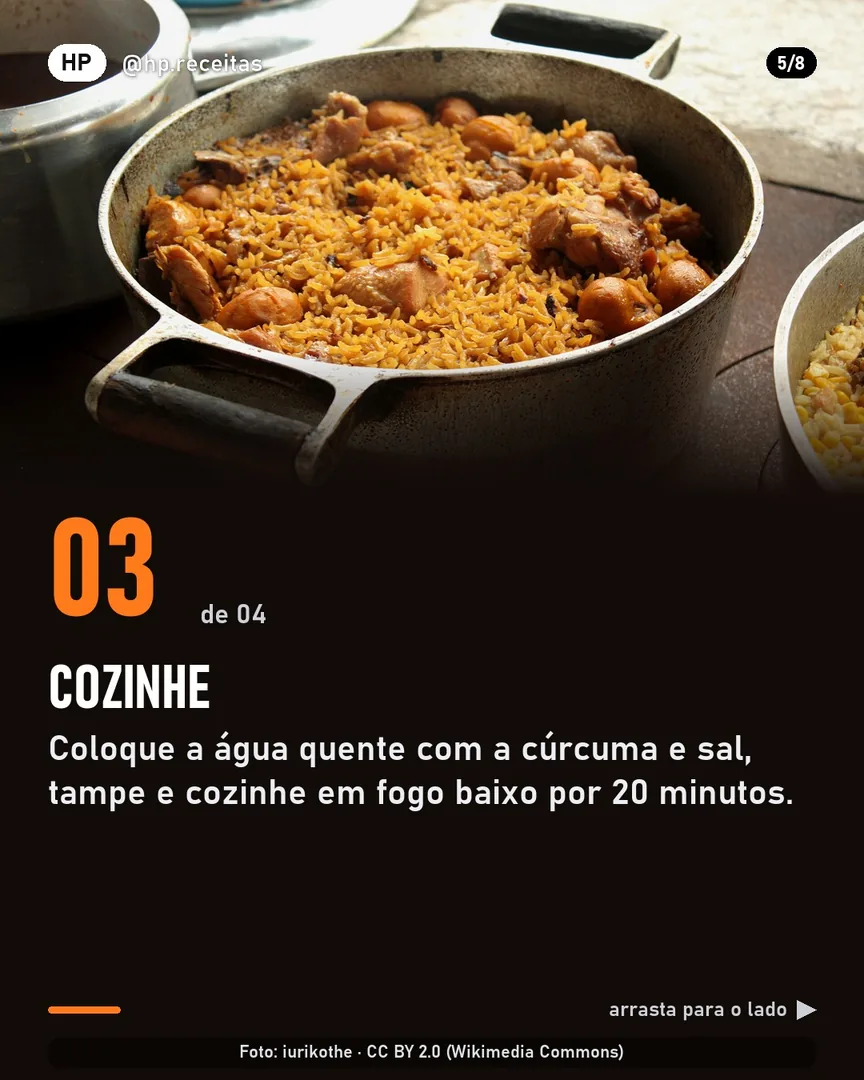 HP @hp.receitas 5/8
03 de 04
COZINHE
Coloque a água quente com a cúrcuma e sal,
tampe e cozinhe em fogo baixo por 20 minutos.
arrasta para o lado ▶
Foto: iurikothe · CC BY 2.0 (Wikimedia Commons)